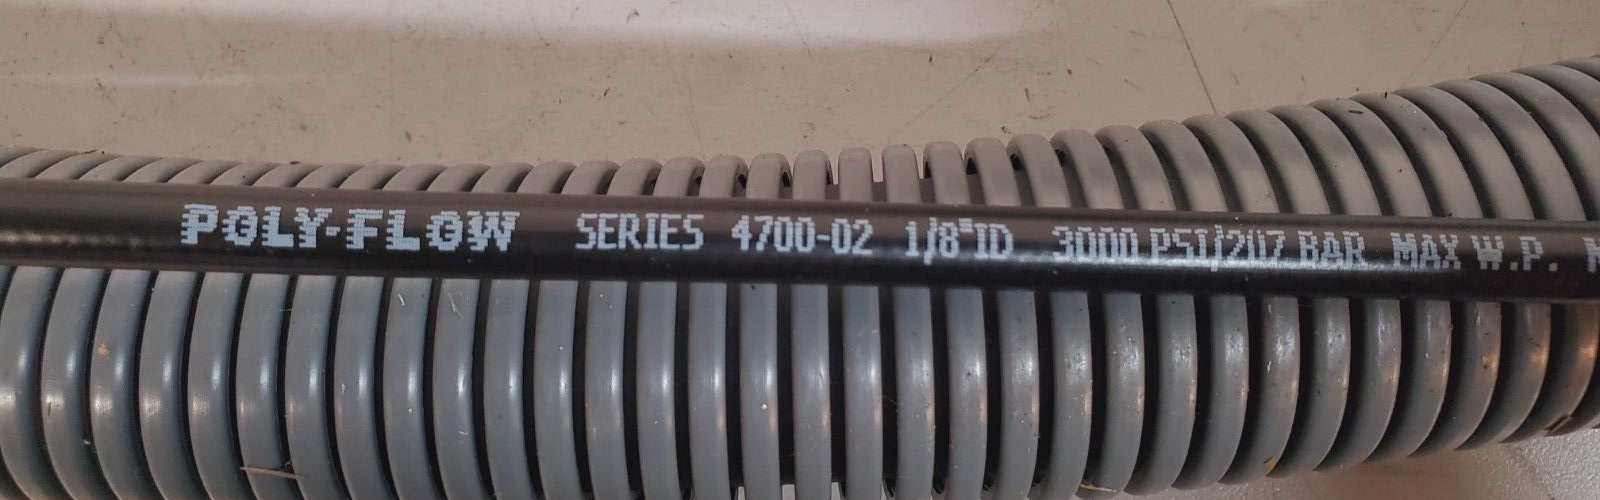 POLY-FLOW SERIES 4700-02 1/8"ID 3000 PSI/207 BAR MAX W.P.